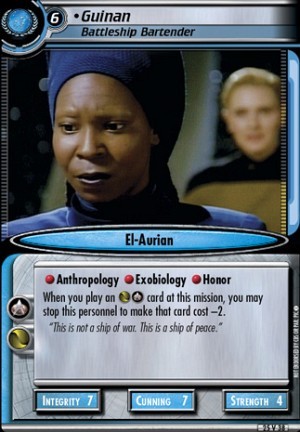 6
• Guinan
Battleship Bartender
El-Aurian
Anthropology Exobiology Honor
When you play an card at this mission, you may
stop this personnel to make that card cost -2.
"This is not a ship of war. This is a ship of peace."
INTEGRITY 7 CUNNING 7 STRENGTH 4